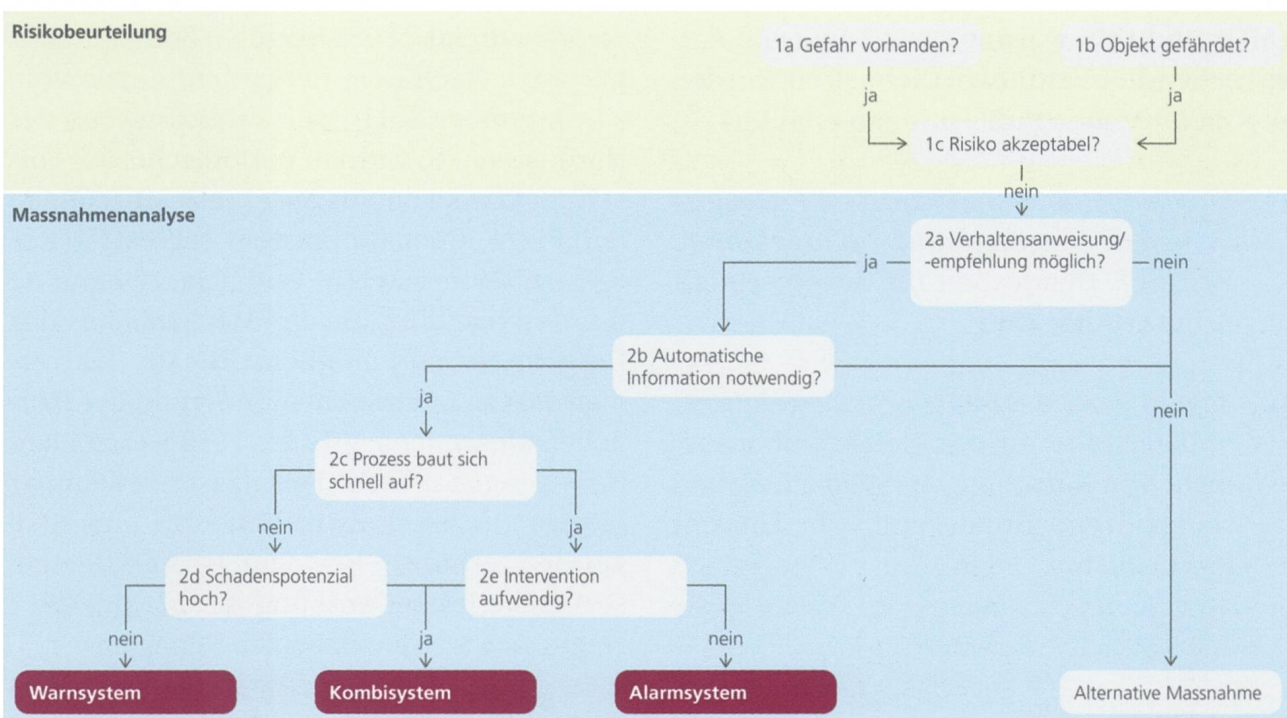 Risikobeurteilung
1a Gefahr vorhanden?
1b Objekt gefährdet?
ja
ja
1c Risiko akzeptabel?
nein
Massnahmenanalyse
2a Verhaltensanweisung/
-empfehlung möglich?
ja
nein
2b Automatische
Information notwendig?
ja
nein
2c Prozess baut sich
schnell auf?
nein
ja
2d Schadenspotenzial
hoch?
2e Intervention
aufwendig?
nein
ja
nein
Warnsystem
Kombisystem
Alarmsystem
Alternative Massnahme